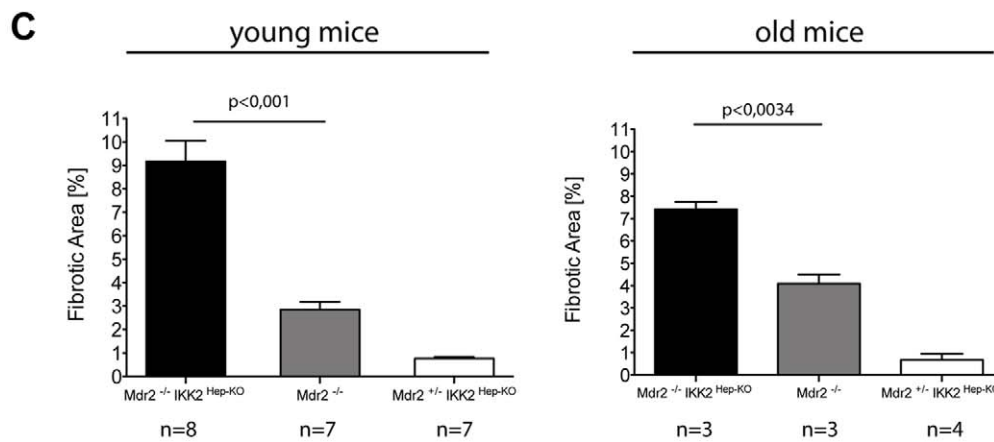 C
young mice
p<0,001
Fibrotic Area [%]
11
10
9
8
7
6
5
4
3
2
1
0
Mdr2 -/- IKK2 Hep-KO
Mdr2 -/-
Mdr2 +/- IKK2 Hep-KO
n=8
n=7
n=7
old mice
p<0,0034
Fibrotic Area [%]
11
10
9
8
7
6
5
4
3
2
1
0
Mdr2 -/- IKK2 Hep-KO
Mdr2 -/-
Mdr2 +/- IKK2 Hep-KO
n=3
n=3
n=4